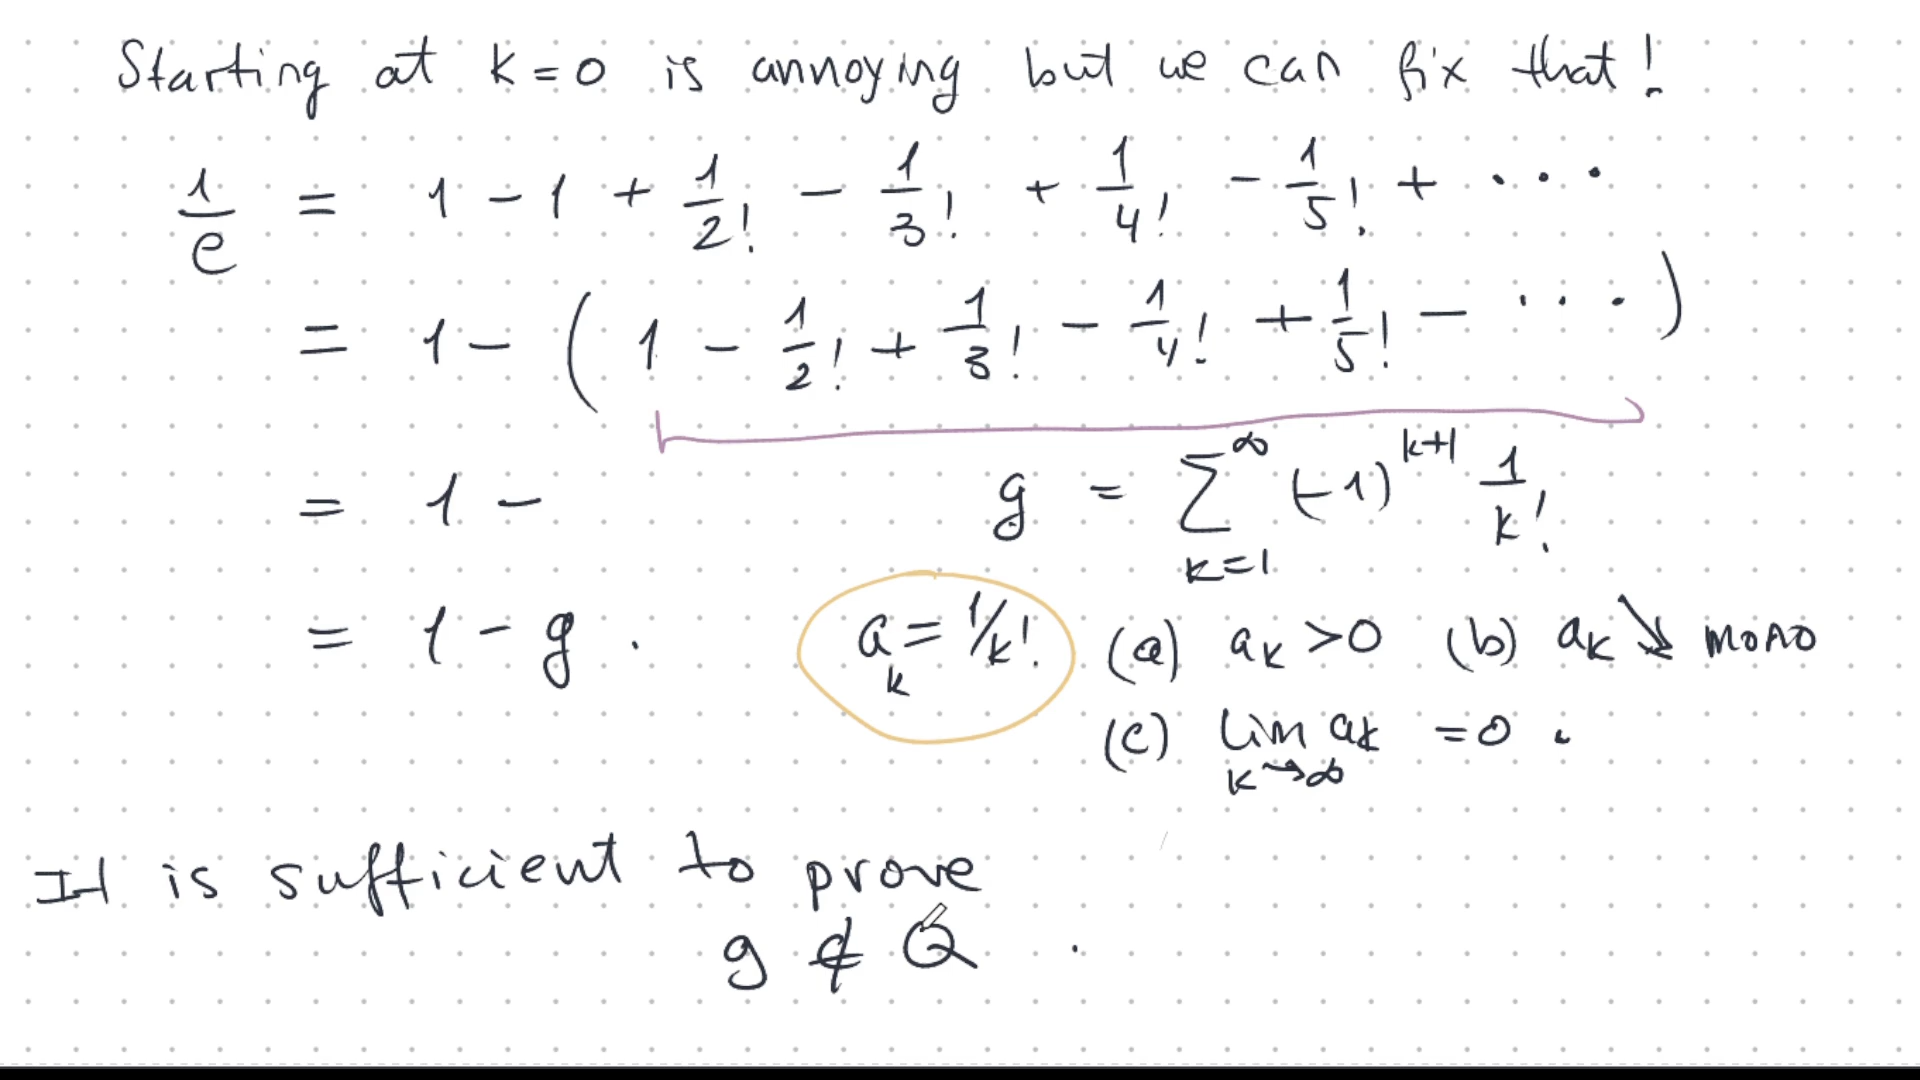 Starting at k=0 is annoying but we can fix that!
1/e = 1 - 1 + 1/2! - 1/3! + 1/4! - 1/5! + ...
= 1 - ( 1 - 1/2! + 1/3! - 1/4! + 1/5! - ... )
= 1 - g = ∑_{k=1}^{∞} (-1)^{k+1} 1/k!
= 1 - g . a_k = 1/k! (a) a_k > 0 (b) a_k ↘ mono
(c) lim_{k→∞} a_k = 0 .
It is sufficient to prove
g ∉ Q .